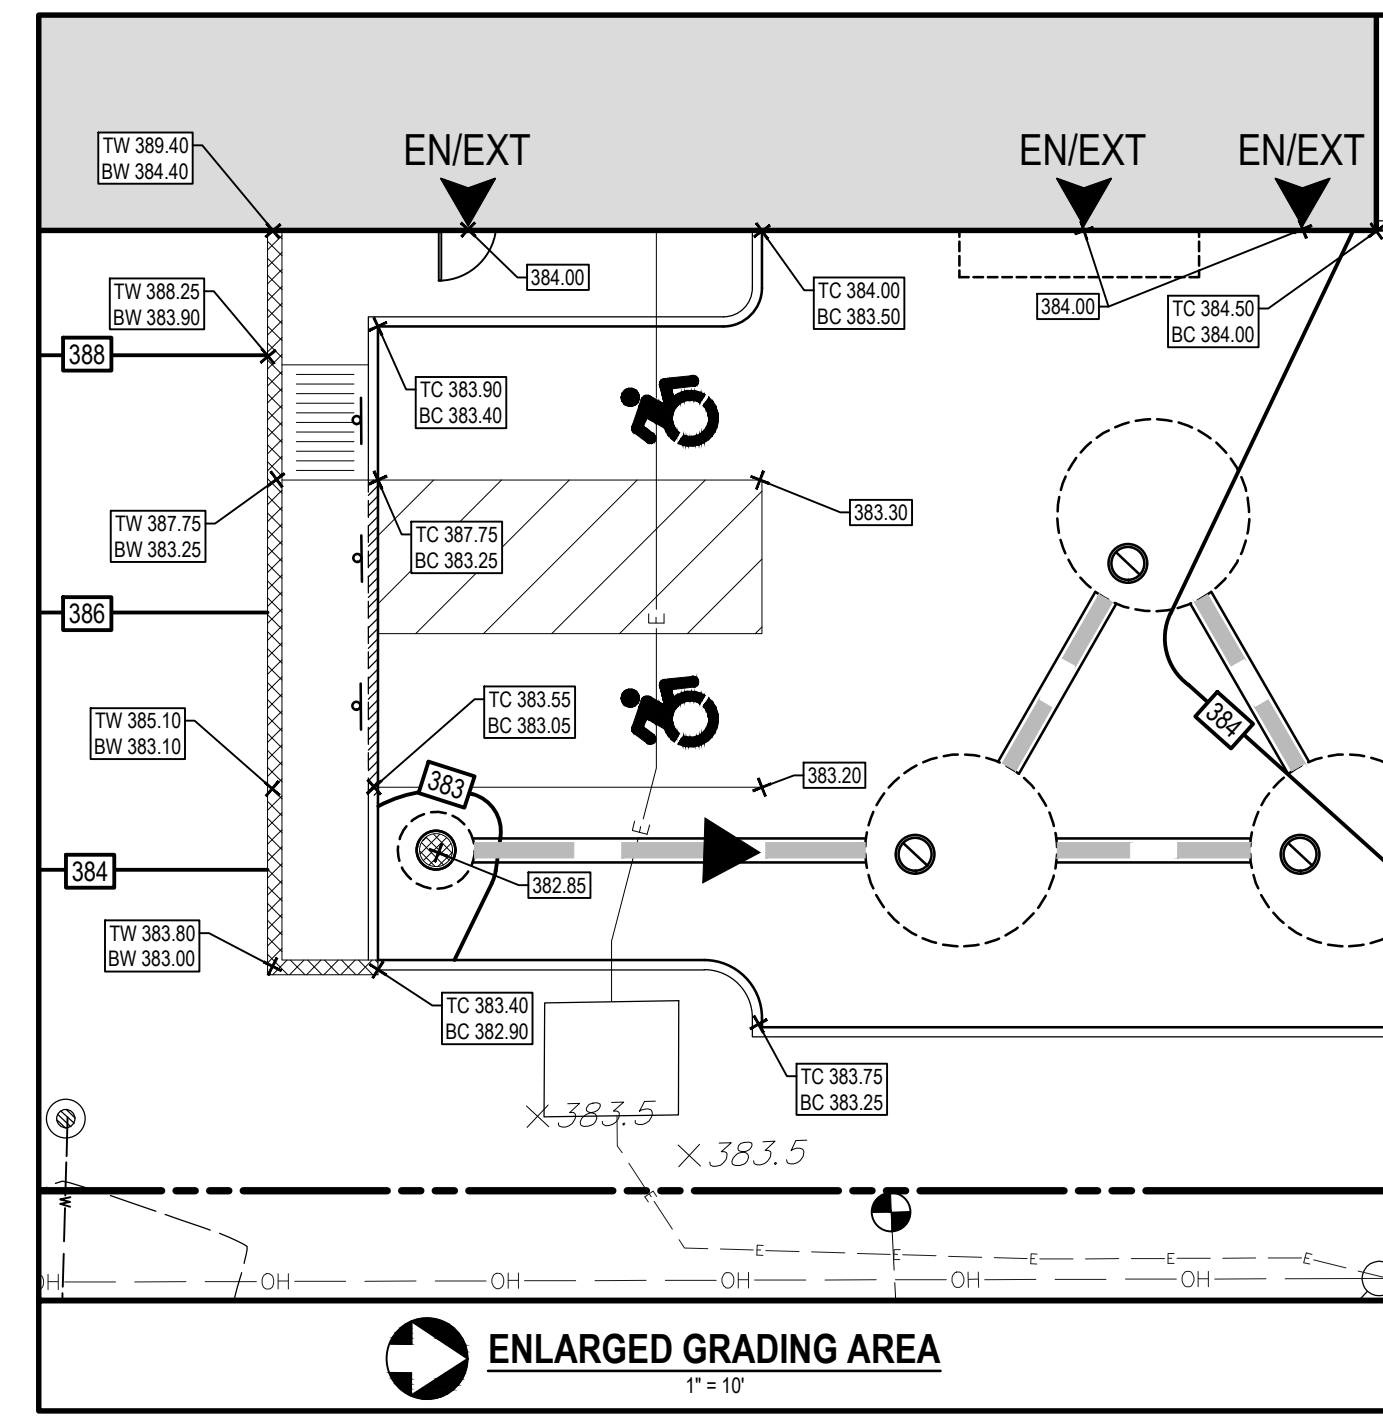 EN/EXT
EN/EXT
EN/EXT
TW 389.40
BW 384.40
384.00
TW 388.25
BW 383.90
TC 384.00
BC 383.50
384.00
TC 384.50
BC 384.00
388
TC 383.90
BC 383.40
TW 387.75
BW 383.25
TC 387.75
BC 383.25
383.30
386
E
TW 385.10
BW 383.10
TC 383.55
BC 383.05
384
383
383.20
E
384
382.85
TW 383.80
BW 383.00
TC 383.40
BC 382.90
TC 383.75
BC 383.25
383.5
383.5
W
E
E
E
E
E
E
OH
OH
OH
OH
OH
OH
ENLARGED GRADING AREA
1" = 10'